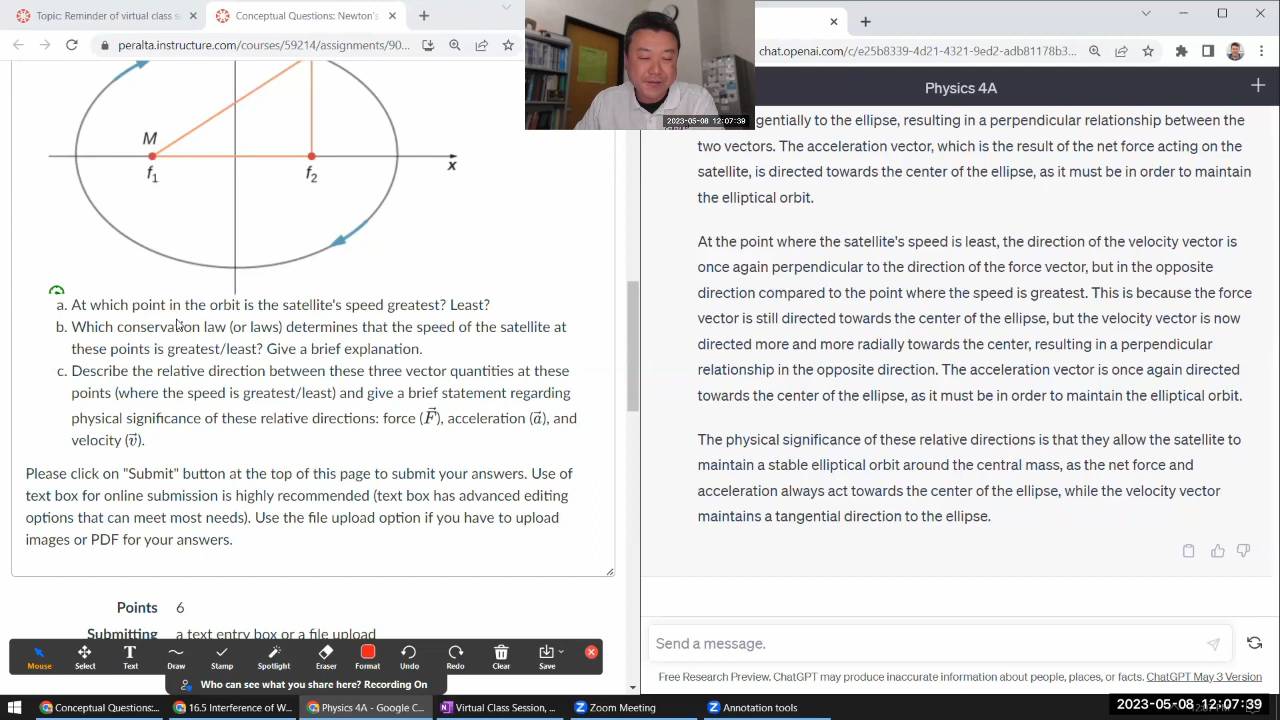 Topic: Reminder of virtual class s
Conceptual Questions: Newton's
peralta.instructure.com/courses/59214/assignments/90...
chat.openai.com/c/e25b8339-4d21-4321-9ed2-adb81178b3...
2023-05-08 12:07:39
Physics 4A
M
f1
f2
x
a. At which point in the orbit is the satellite's speed greatest? Least?
b. Which conservation law (or laws) determines that the speed of the satellite at
these points is greatest/least? Give a brief explanation.
c. Describe the relative direction between these three vector quantities at these
points (where the speed is greatest/least) and give a brief statement regarding
physical significance of these relative directions: force (F⃗), acceleration (a⃗), and
velocity (v⃗).
Please click on "Submit" button at the top of this page to submit your answers. Use of
text box for online submission is highly recommended (text box has advanced editing
options that can meet most needs). Use the file upload option if you have to upload
images or PDF for your answers.
Points 6
Submitting a text entry box or a file upload
gentially to the ellipse, resulting in a perpendicular relationship between the
two vectors. The acceleration vector, which is the result of the net force acting on the
satellite, is directed towards the center of the ellipse, as it must be in order to maintain
the elliptical orbit.
At the point where the satellite's speed is least, the direction of the velocity vector is
once again perpendicular to the direction of the force vector, but in the opposite
direction compared to the point where the speed is greatest. This is because the force
vector is still directed towards the center of the ellipse, but the velocity vector is now
directed more and more radially towards the center, resulting in a perpendicular
relationship in the opposite direction. The acceleration vector is once again directed
towards the center of the ellipse, as it must be in order to maintain the elliptical orbit.
The physical significance of these relative directions is that they allow the satellite to
maintain a stable elliptical orbit around the central mass, as the net force and
acceleration always act towards the center of the ellipse, while the velocity vector
maintains a tangential direction to the ellipse.
Send a message.
Free Research Preview. ChatGPT may produce inaccurate information about people, places, or facts. ChatGPT May 3 Version
Mouse Select Text Draw Stamp Spotlight Eraser Format Undo Redo Clear Save
Who can see what you share here? Recording On
Conceptual Questions: 16.5 Interference of W... Physics 4A - Google C... Virtual Class Session, ... Zoom Meeting Annotation tools
2023-05-08 12:07:39